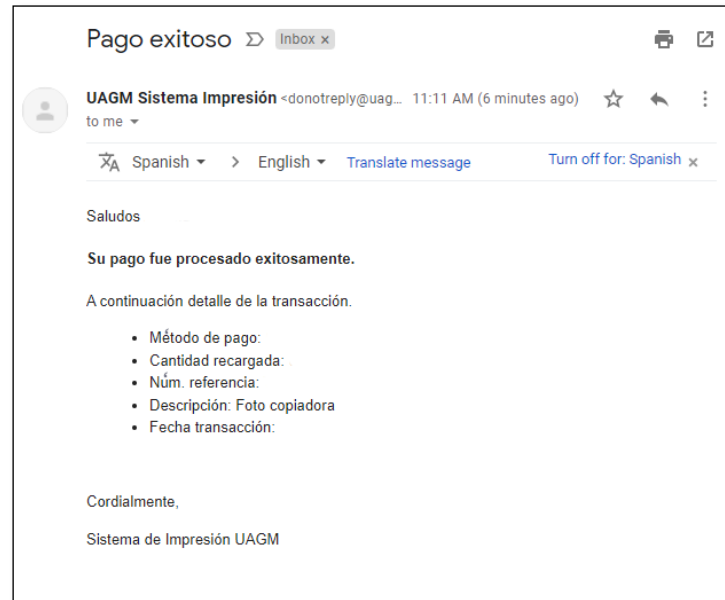 Pago exitoso Inbox x
UAGM Sistema Impresión <donotreply@uag... 11:11 AM (6 minutes ago)
to me
Spanish > English Translate message Turn off for: Spanish x
Saludos
Su pago fue procesado exitosamente.
A continuación detalle de la transacción.
• Método de pago:
• Cantidad recargada:
• Núm. referencia:
• Descripción: Foto copiadora
• Fecha transacción:
Cordialmente,
Sistema de Impresión UAGM